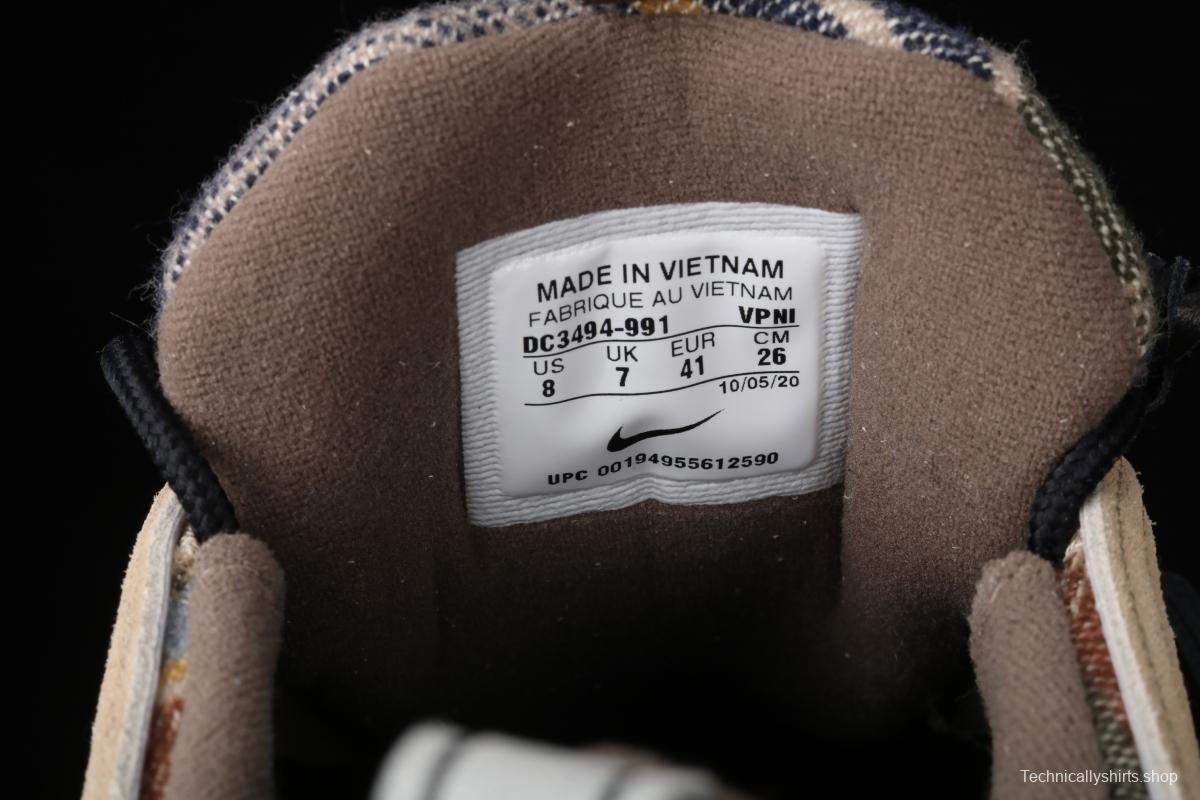 MADE IN VIETNAM
FABRIQUE AU VIETNAM
DC3494-991 VPNI
US UK EUR CM
8 7 41 26
10/05/20
UPC 00194955612590
Technicallyshirts.shop